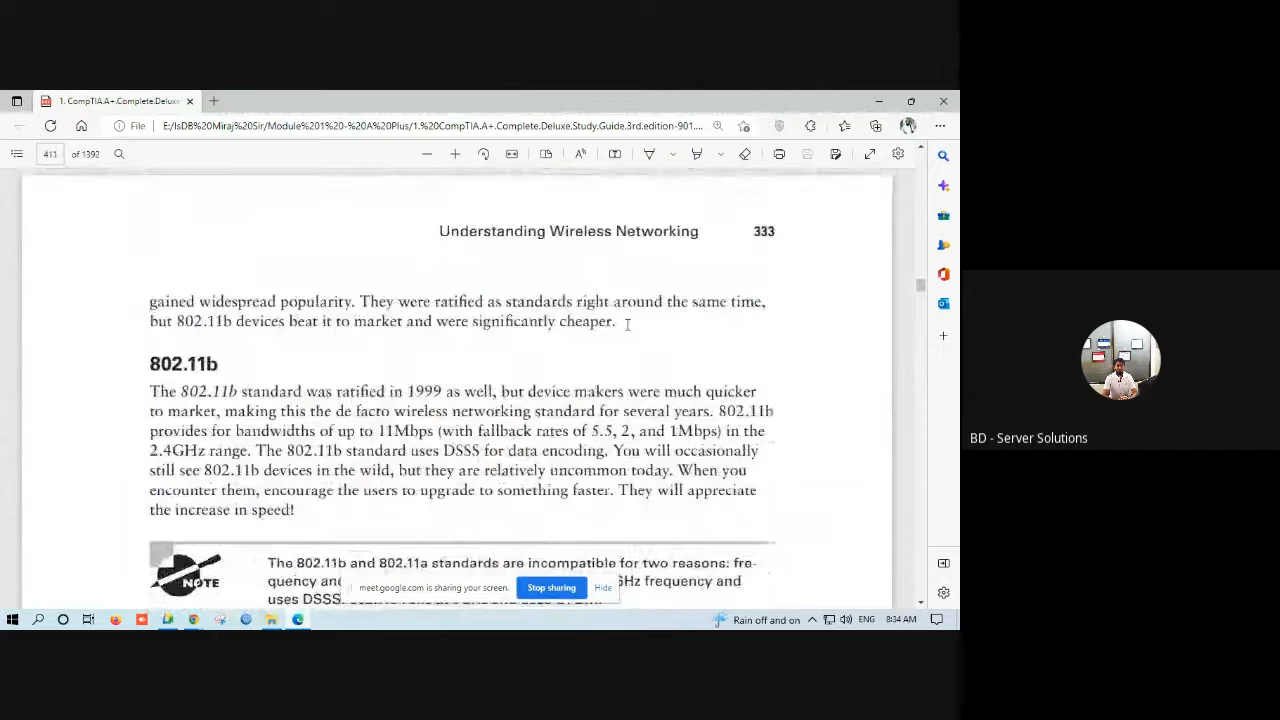 1. CompTIA.A+.Complete.Deluxe
File
E:/IsDB%20Miraj%20Sir/Module%201%20-%20A%20Plus/1.%20CompTIA.A+.Complete.Deluxe.Study.Guide.3rd.edition-901....
411 of 1392
Understanding Wireless Networking 333
gained widespread popularity. They were ratified as standards right around the same time,
but 802.11b devices beat it to market and were significantly cheaper.
802.11b
The 802.11b standard was ratified in 1999 as well, but device makers were much quicker
to market, making this the de facto wireless networking standard for several years. 802.11b
provides for bandwidths of up to 11Mbps (with fallback rates of 5.5, 2, and 1Mbps) in the
2.4GHz range. The 802.11b standard uses DSSS for data encoding. You will occasionally
still see 802.11b devices in the wild, but they are relatively uncommon today. When you
encounter them, encourage the users to upgrade to something faster. They will appreciate
the increase in speed!
NOTE
The 802.11b and 802.11a standards are incompatible for two reasons: fre-
quency and GHz frequency and
uses DSSS.
meet.google.com is sharing your screen. Stop sharing Hide
Rain off and on ENG 8:34 AM
BD - Server Solutions